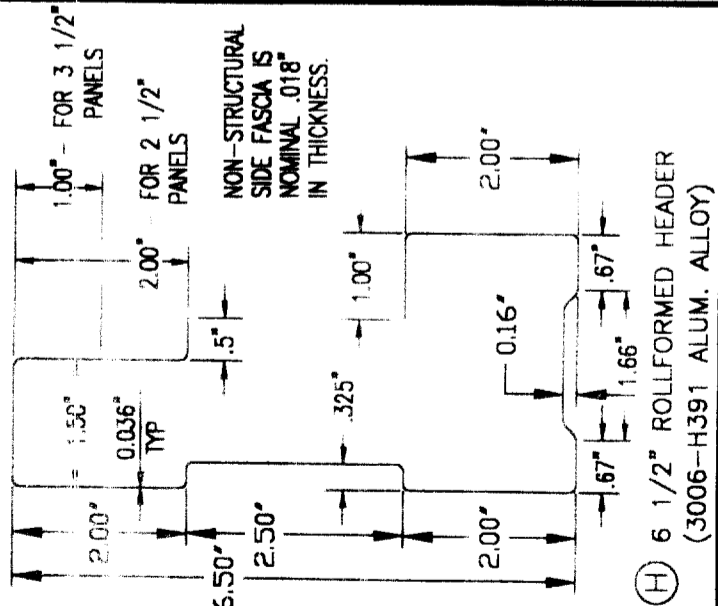 1.00" - FOR 3 1/2"
PANELS
2.00" FOR 2 1/2"
PANELS
NON-STRUCTURAL
SIDE FASCIA IS
NOMINAL .018"
IN THICKNESS.
1.50"
0.036"
TYP
.5"
1.00"
2.00"
2.00"
.325"
6.50"
2.50"
0.16"
2.00"
.67"
1.66"
.67"
H 6 1/2" ROLLFORMED HEADER
(3006-H391 ALUM. ALLOY)